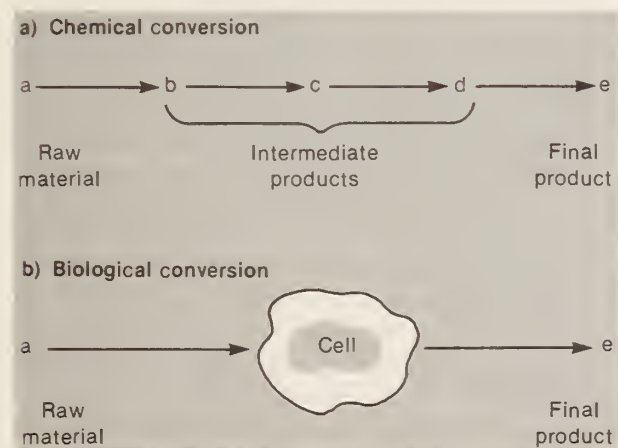 a) Chemical conversion
a b c d e
Raw material
Intermediate products
Final product
b) Biological conversion
a Cell e
Raw material
Final product